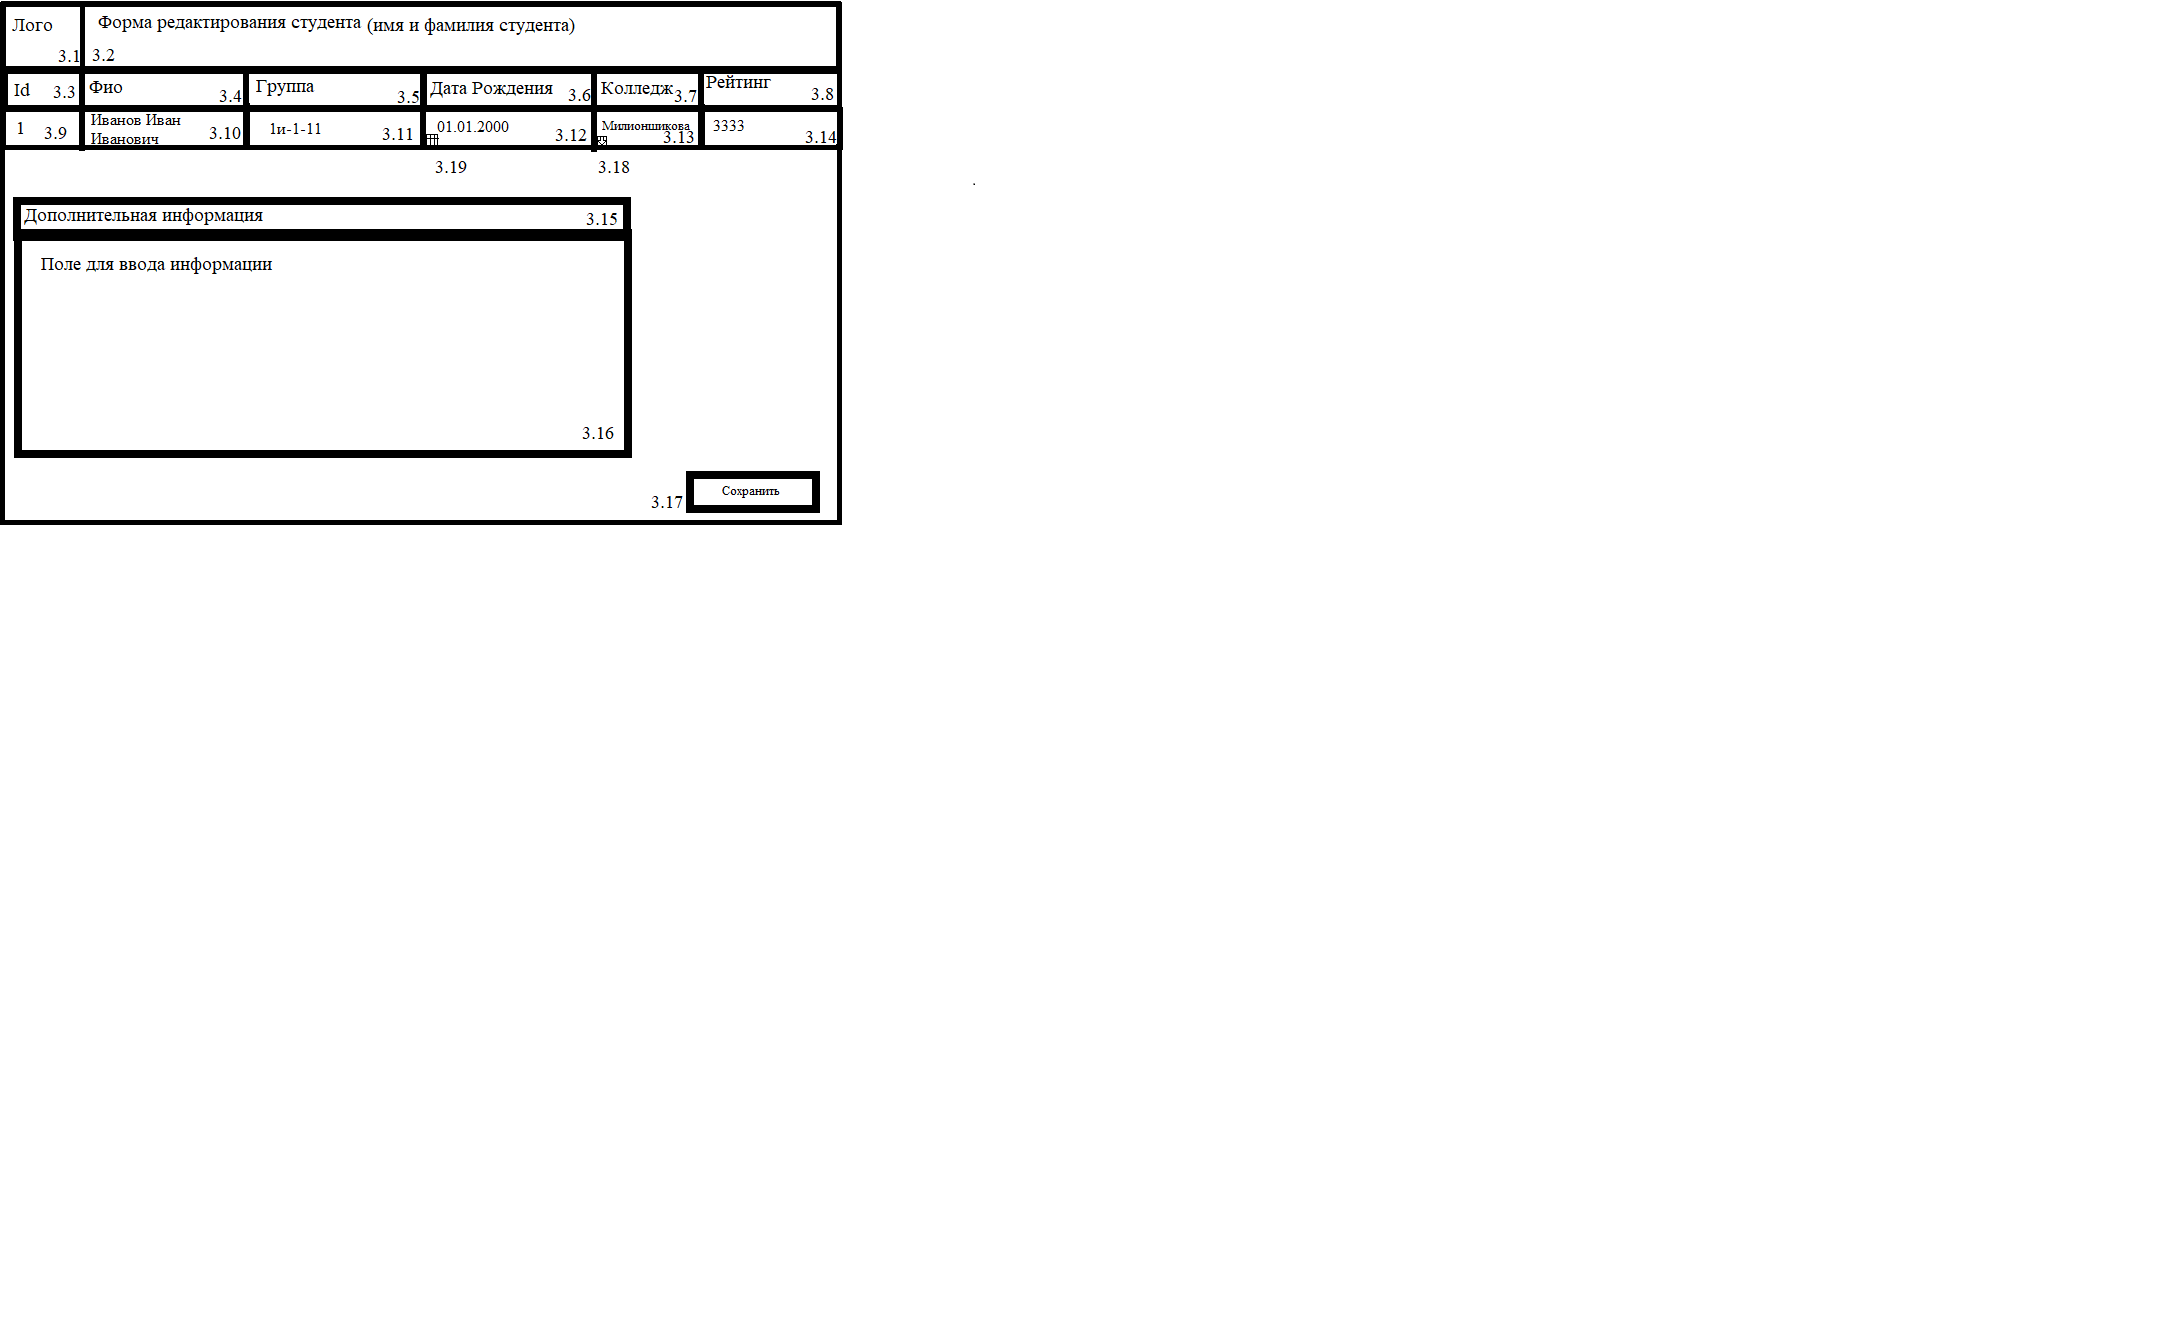 Лого
3.1
Форма редактирования студента (имя и фамилия студента)
3.2
Id 3.3
Фио 3.4
Группа 3.5
Дата Рождения 3.6
Колледж 3.7
Рейтинг 3.8
1 3.9
Иванов Иван
Иванович 3.10
1и-1-11 3.11
01.01.2000 3.12
Милионшикова
3.13
3333
3.14
3.19
3.18
Дополнительная информация 3.15
Поле для ввода информации
3.16
3.17 Сохранить